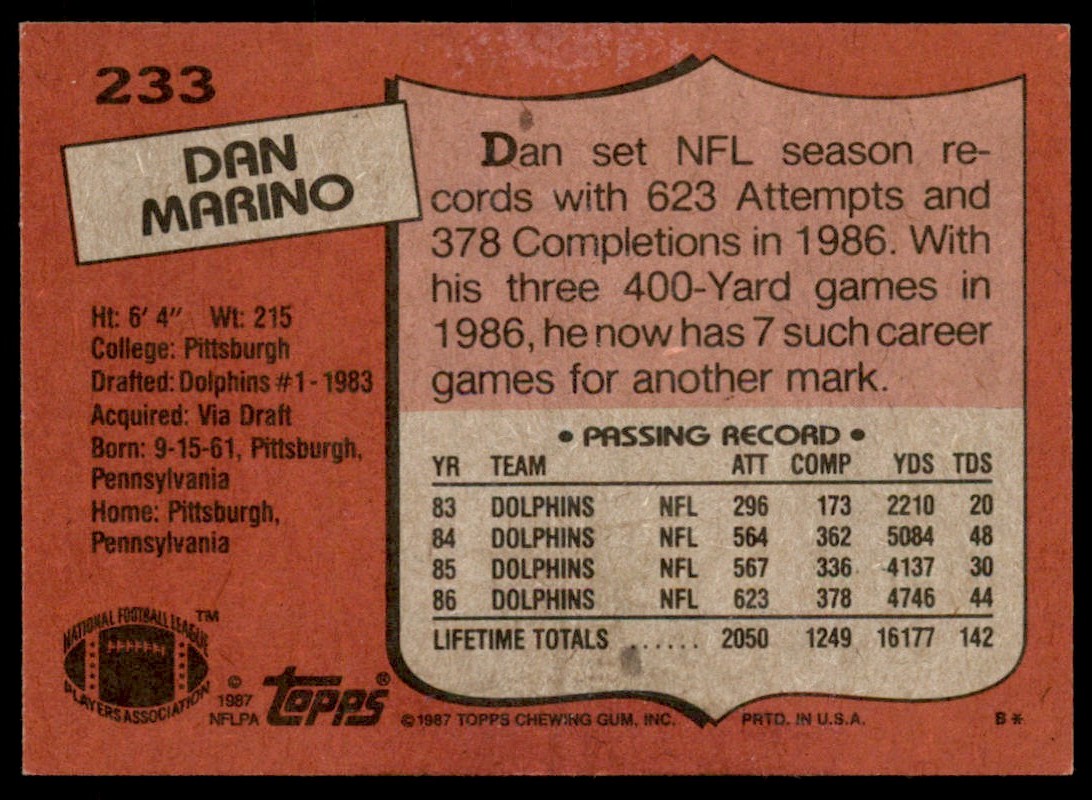 233
DAN
MARINO
Ht: 6' 4" Wt: 215
College: Pittsburgh
Drafted: Dolphins #1-1983
Acquired: Via Draft
Born: 9-15-61, Pittsburgh,
Pennsylvania
Home: Pittsburgh,
Pennsylvania
Dan set NFL season re-
cords with 623 Attempts and
378 Completions in 1986. With
his three 400-Yard games in
1986, he now has 7 such career
games for another mark.
• PASSING RECORD •
YR TEAM ATT COMP YDS TDS
83 DOLPHINS NFL 296 173 2210 20
84 DOLPHINS NFL 564 362 5084 48
85 DOLPHINS NFL 567 336 4137 30
86 DOLPHINS NFL 623 378 4746 44
LIFETIME TOTALS ...... 2050 1249 16177 142
NATIONAL FOOTBALL LEAGUE ™
PLAYERS ASSOCIATION
©
1987
NFLPA
Topps®
©1987 TOPPS CHEWING GUM, INC. PRTD. IN U.S.A. B*